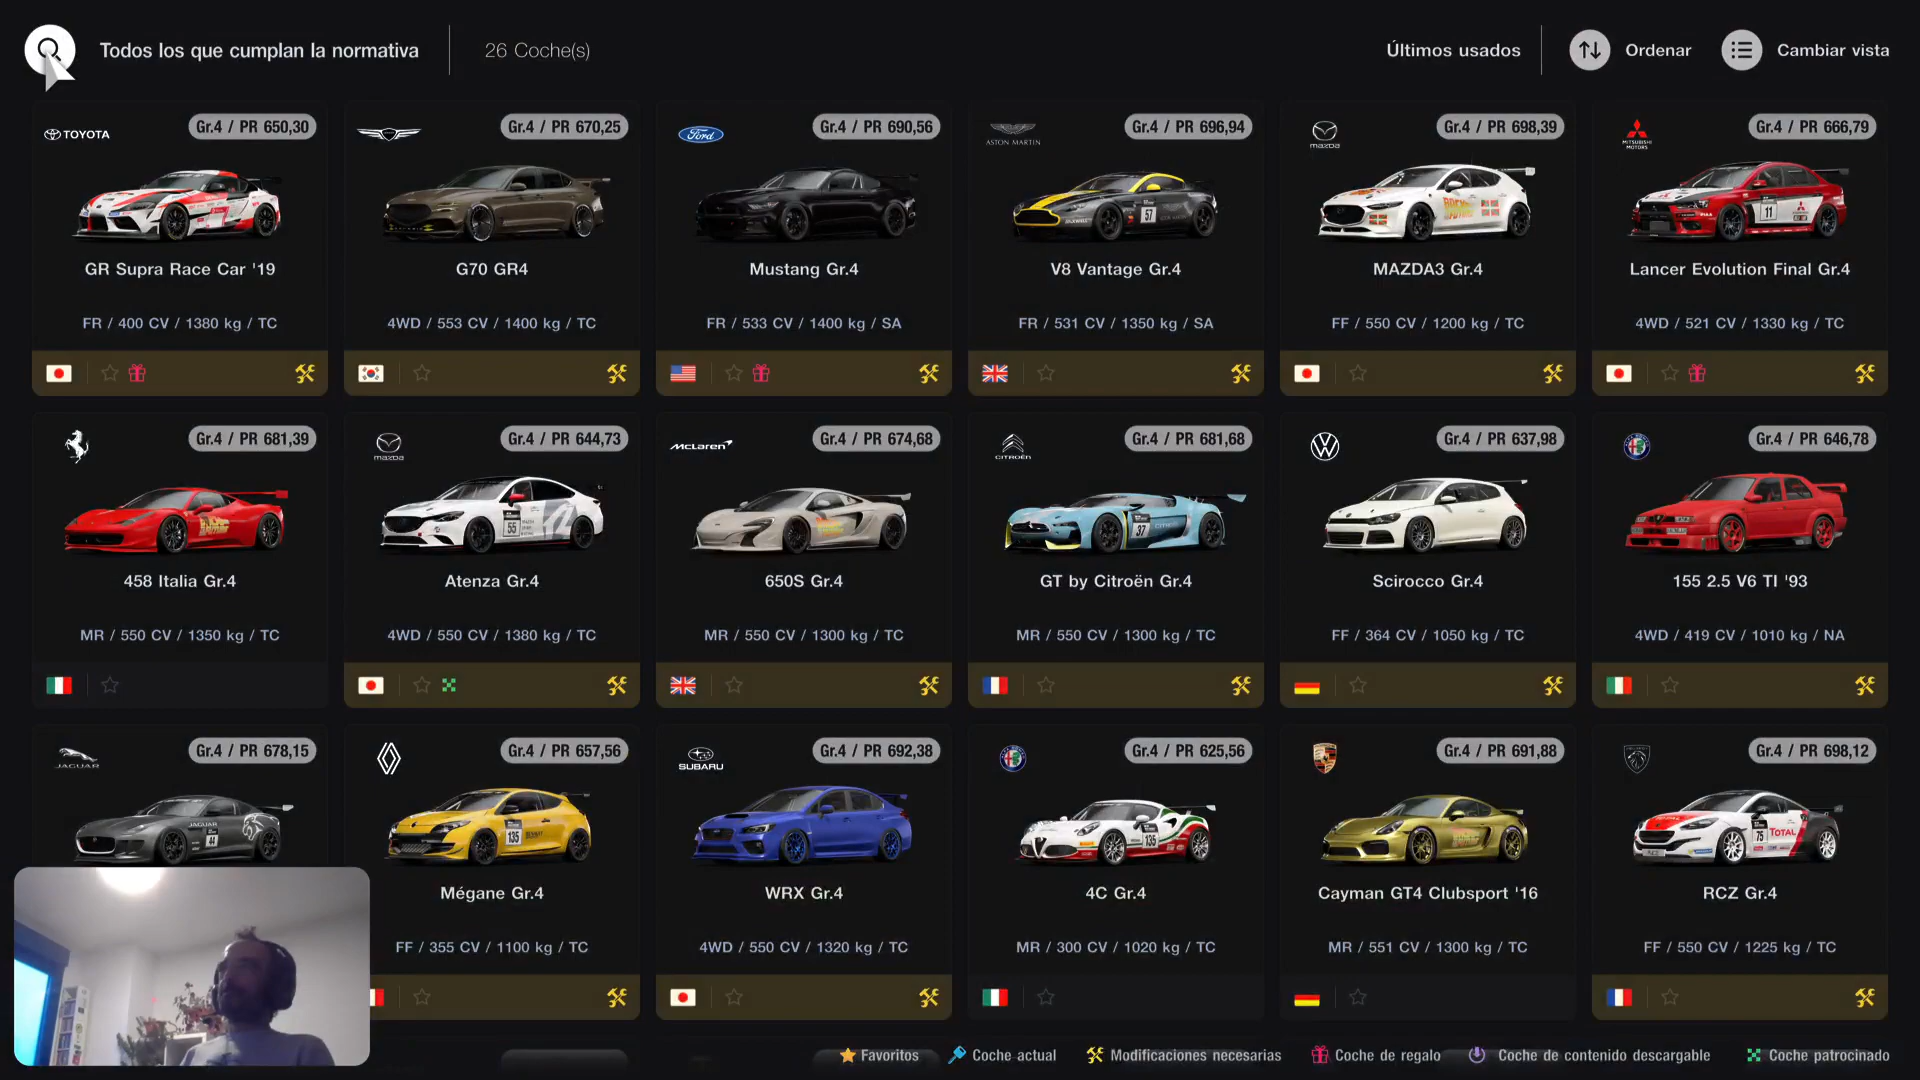 Todos los que cumplan la normativa
26 Coche(s)
Últimos usados
Ordenar
Cambiar vista
TOYOTA
Gr.4 / PR 650,30
GR Supra Race Car '19
FR / 400 CV / 1380 kg / TC
Gr.4 / PR 670,25
G70 GR4
4WD / 553 CV / 1400 kg / TC
Ford
Gr.4 / PR 690,56
Mustang Gr.4
FR / 533 CV / 1400 kg / SA
ASTON MARTIN
Gr.4 / PR 696,94
57
V8 Vantage Gr.4
FR / 531 CV / 1350 kg / SA
mazda
Gr.4 / PR 698,39
MAZDA3 Gr.4
FF / 550 CV / 1200 kg / TC
MITSUBISHI
MOTORS
Gr.4 / PR 666,79
11
Lancer Evolution Final Gr.4
4WD / 521 CV / 1330 kg / TC
Gr.4 / PR 681,39
458 Italia Gr.4
MR / 550 CV / 1350 kg / TC
mazda
Gr.4 / PR 644,73
55
Atenza Gr.4
4WD / 550 CV / 1380 kg / TC
McLaren
Gr.4 / PR 674,68
650S Gr.4
MR / 550 CV / 1300 kg / TC
CITROËN
Gr.4 / PR 681,68
37
GT by Citroën Gr.4
MR / 550 CV / 1300 kg / TC
Gr.4 / PR 637,98
Scirocco Gr.4
FF / 364 CV / 1050 kg / TC
Gr.4 / PR 646,78
155 2.5 V6 TI '93
4WD / 419 CV / 1010 kg / NA
JAGUAR
Gr.4 / PR 678,15
JAGUAR
44
Gr.4 / PR 657,56
135
Mégane Gr.4
FF / 355 CV / 1100 kg / TC
SUBARU
Gr.4 / PR 692,38
WRX Gr.4
4WD / 550 CV / 1320 kg / TC
Gr.4 / PR 625,56
135
4C Gr.4
MR / 300 CV / 1020 kg / TC
Gr.4 / PR 691,88
Cayman GT4 Clubsport '16
MR / 551 CV / 1300 kg / TC
Gr.4 / PR 698,12
75
TOTAL
RCZ Gr.4
FF / 550 CV / 1225 kg / TC
Favoritos
Coche actual
Modificaciones necesarias
Coche de regalo
Coche de contenido descargable
Coche patrocinado